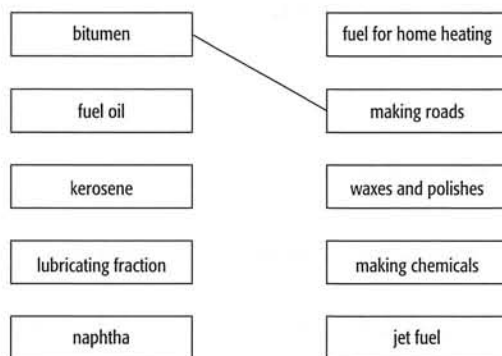 bitumen
fuel for home heating
fuel oil
making roads
kerosene
waxes and polishes
lubricating fraction
making chemicals
naphtha
jet fuel